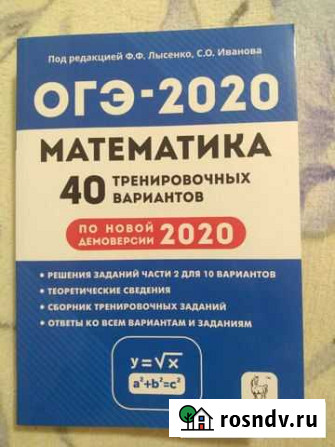 Под редакцией Ф.Ф. Лысенко, С.О. Иванова
ОГЭ-2020
МАТЕМАТИКА
40 ТРЕНИРОВОЧНЫХ
ВАРИАНТОВ
ПО НОВОЙ
ДЕМОВЕРСИИ 2020
• РЕШЕНИЯ ЗАДАНИЙ ЧАСТИ 2 ДЛЯ 10 ВАРИАНТОВ
• ТЕОРЕТИЧЕСКИЕ СВЕДЕНИЯ
• СБОРНИК ТРЕНИРОВОЧНЫХ ЗАДАНИЙ
• ОТВЕТЫ КО ВСЕМ ВАРИАНТАМ И ЗАДАНИЯМ
y=√x
a²+b²=c²
rosndv.ru